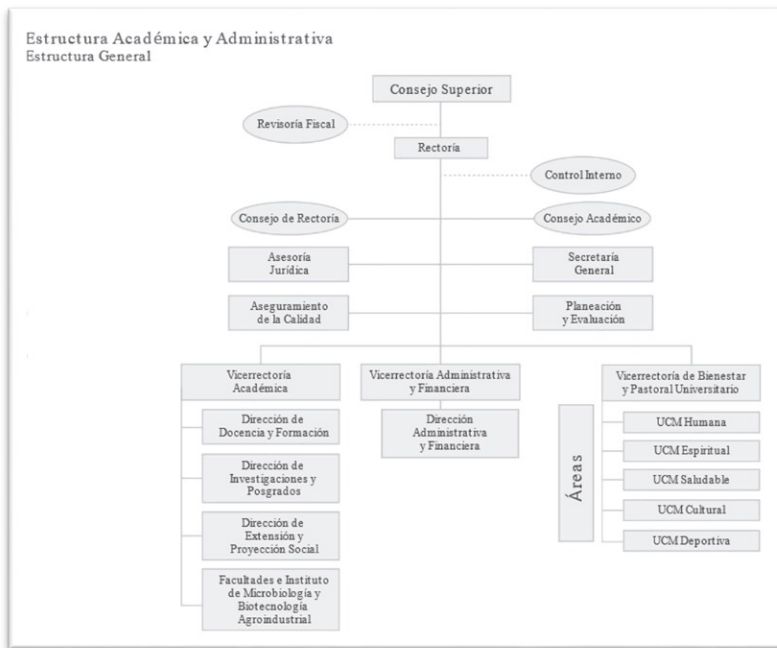 Estructura Académica y Administrativa
Estructura General
Consejo Superior
Revisoría Fiscal
Rectoría
Control Interno
Consejo de Rectoría
Consejo Académico
Asesoría
Jurídica
Secretaría
General
Aseguramiento
de la Calidad
Planeación
y Evaluación
Vicerrectoría
Académica
Vicerrectoría Administrativa
y Financiera
Vicerrectoría de Bienestar
y Pastoral Universitario
Dirección de
Docencia y Formación
Dirección de
Investigaciones y
Posgrados
Dirección de
Extensión y
Proyección Social
Facultades e Instituto
de Microbiología y
Biotecnología
Agroindustrial
Dirección
Administrativa
y Financiera
Áreas
UCM Humana
UCM Espiritual
UCM Saludable
UCM Cultural
UCM Deportiva